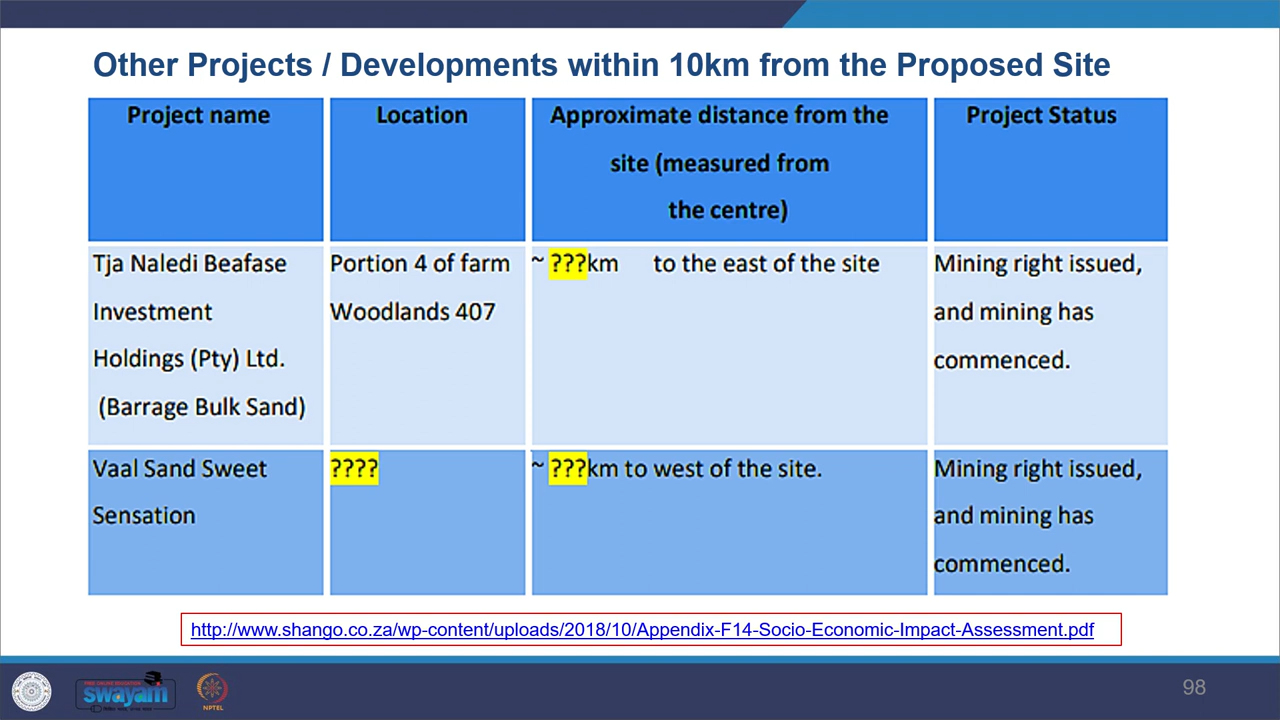 Other Projects / Developments within 10km from the Proposed Site
Project name
Location
Approximate distance from the
site (measured from
the centre)
Project Status
Tja Naledi Beafase
Investment
Holdings (Pty) Ltd.
(Barrage Bulk Sand)
Portion 4 of farm
Woodlands 407
~ ???km to the east of the site
Mining right issued,
and mining has
commenced.
Vaal Sand Sweet
Sensation
????
~ ???km to west of the site.
Mining right issued,
and mining has
commenced.
http://www.shango.co.za/wp-content/uploads/2018/10/Appendix-F14-Socio-Economic-Impact-Assessment.pdf
swayam
NPTEL
98